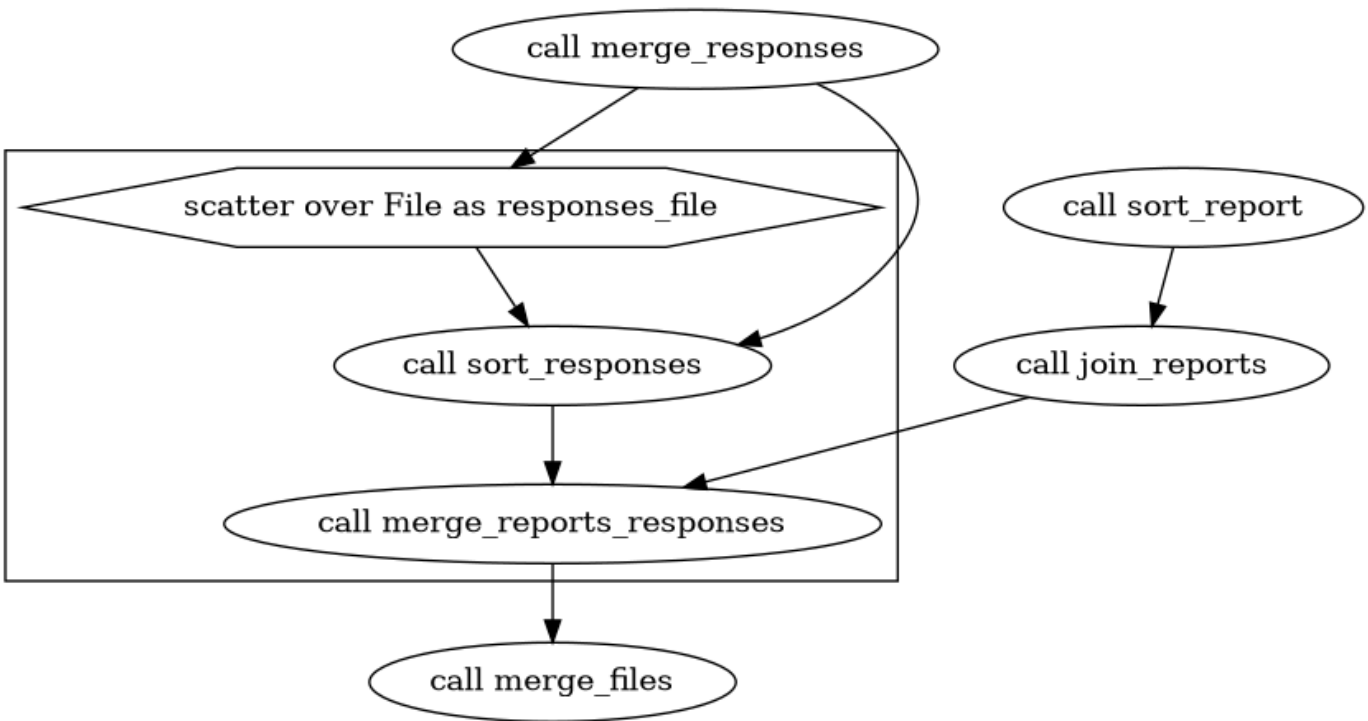 call merge_responses
scatter over File as responses_file
call sort_report
call sort_responses
call join_reports
call merge_reports_responses
call merge_files